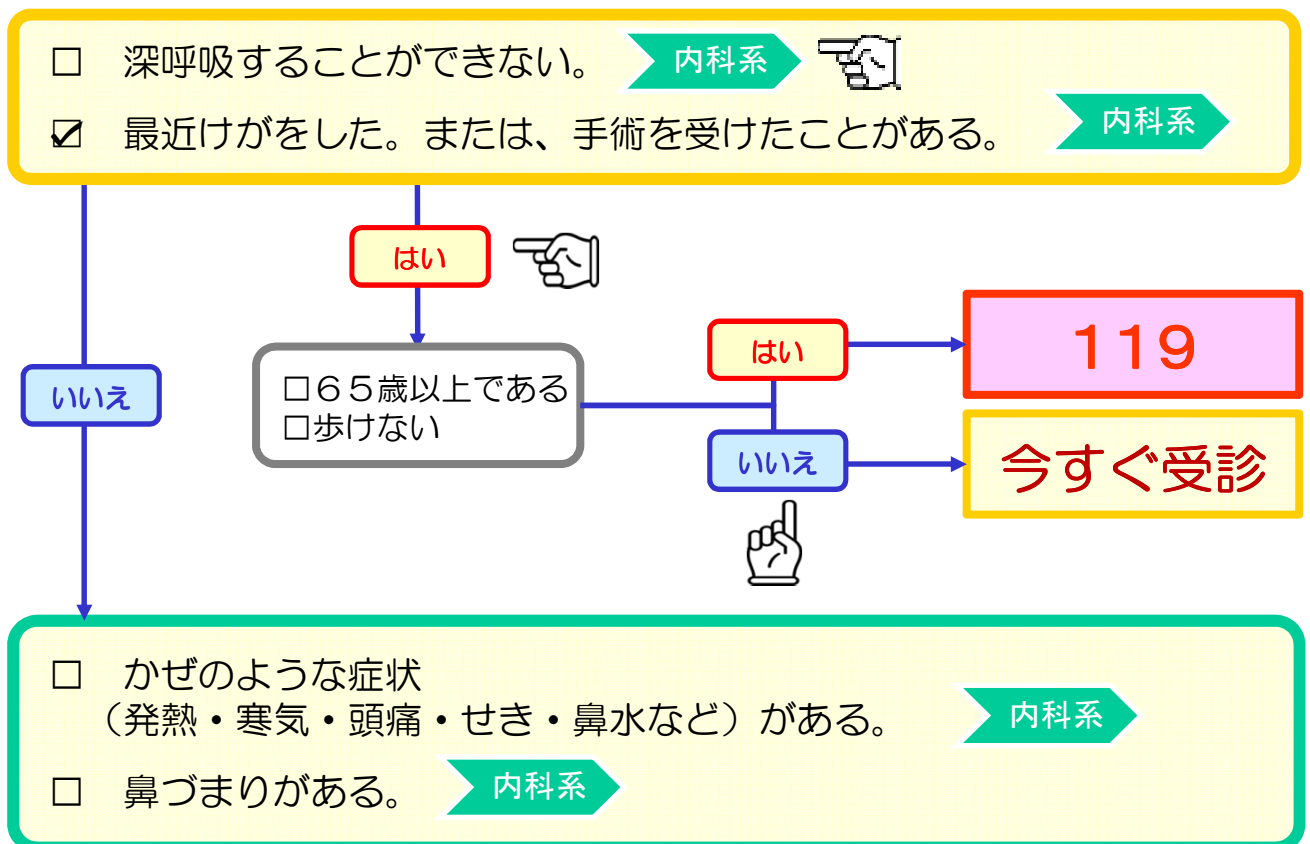 □ 深呼吸することができない。 内科系
☑ 最近けがをした。または、手術を受けたことがある。 内科系
はい
いいえ
□65歳以上である
□歩けない
はい
119
いいえ
今すぐ受診
□ かぜのような症状
（発熱・寒気・頭痛・せき・鼻水など）がある。 内科系
□ 鼻づまりがある。 内科系